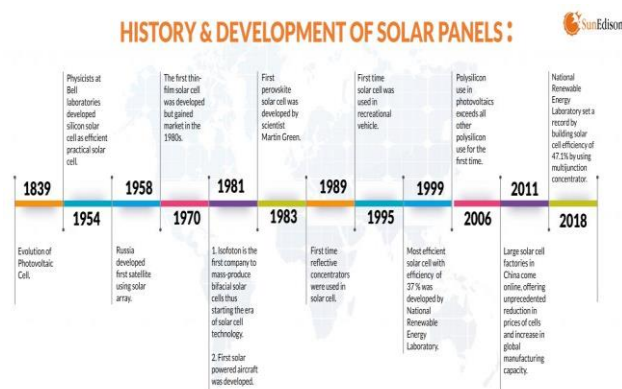 HISTORY & DEVELOPMENT OF SOLAR PANELS :
SunEdison
Physicists at
Bell
laboratories
developed
silicon solar
cell as efficient
practical solar
cell.
The first thin-
film solar cell
was developed
but gained
market in the
1980s.
First
perovskite
solar cell was
developed by
scientist
Martin Green.
First time
solar cell was
used in
recreational
vehicle.
Polysilicon
use in
photovoltaics
exceeds all
other
polysilicon
use for the
first time.
National
Renewable
Energy
Laboratory set a
record by
building solar
cell efficiency of
47.1% by using
multijunction
concentrator.
1839
1958
1981
1989
1999
2011
1954
1970
1983
1995
2006
2018
Evolution of
Photovoltaic
Cell.
Russia
developed
first satellite
using solar
array.
1. Isofoton is the
first company to
mass-produce
bifacial solar
cells thus
starting the era
of solar cell
technology.
2. First solar
powered aircraft
was developed.
First time
reflective
concentrators
were used in
solar cell.
Most efficient
solar cell with
efficiency of
37% was
developed by
National
Renewable
Energy
Laboratory.
Large solar cell
factories in
China come
online, offering
unprecedented
reduction in
prices of cells
and increase in
global
manufacturing
capacity.